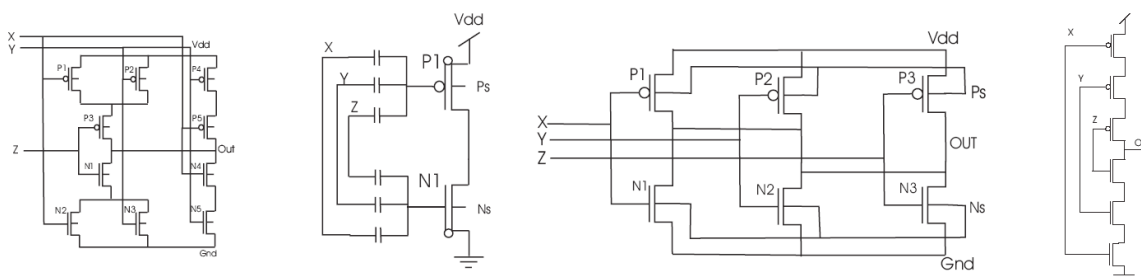 X
Y
Vdd
P1
P2
P4
P3
P5
Z
Out
N1
N4
N2
N3
N5
Gnd
Vdd
X
P1
Y
Ps
Z
N1
Ns
Vdd
P1
P2
P3
Ps
X
Y
Z
OUT
N1
N2
N3
Ns
Gnd
X
Y
Z
O